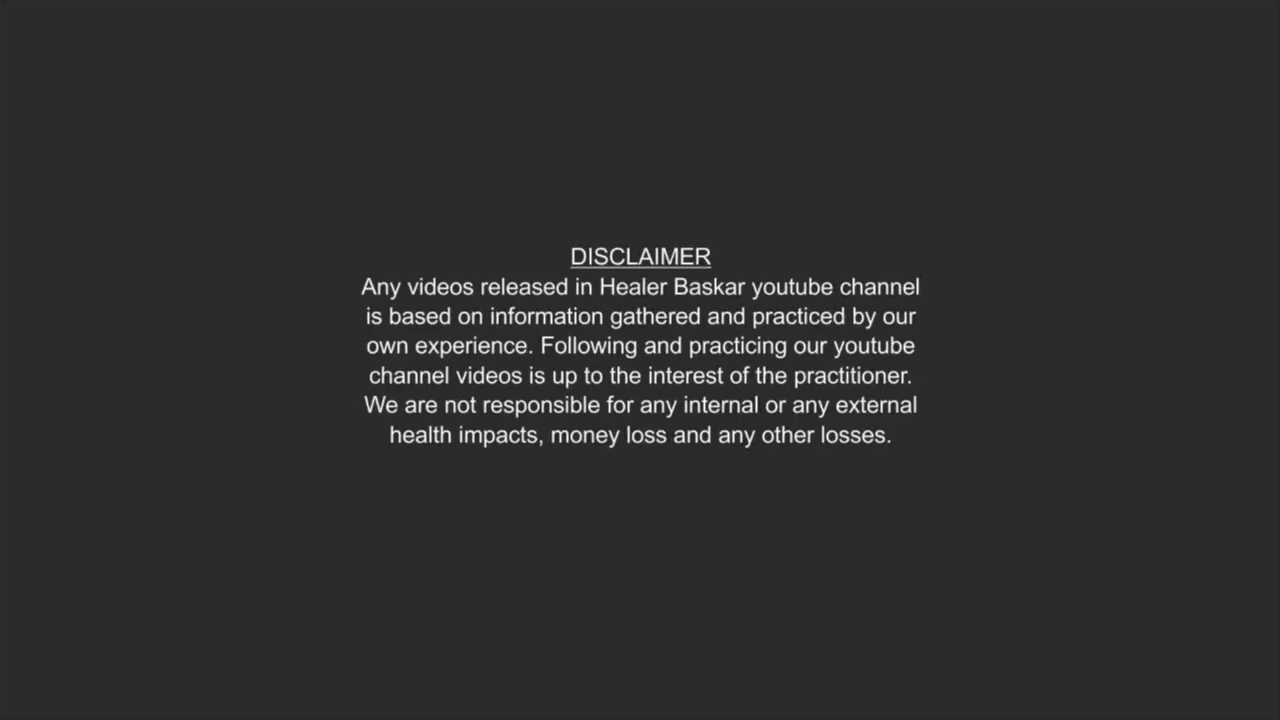 DISCLAIMER
Any videos released in Healer Baskar youtube channel
is based on information gathered and practiced by our
own experience. Following and practicing our youtube
channel videos is up to the interest of the practitioner.
We are not responsible for any internal or any external
health impacts, money loss and any other losses.